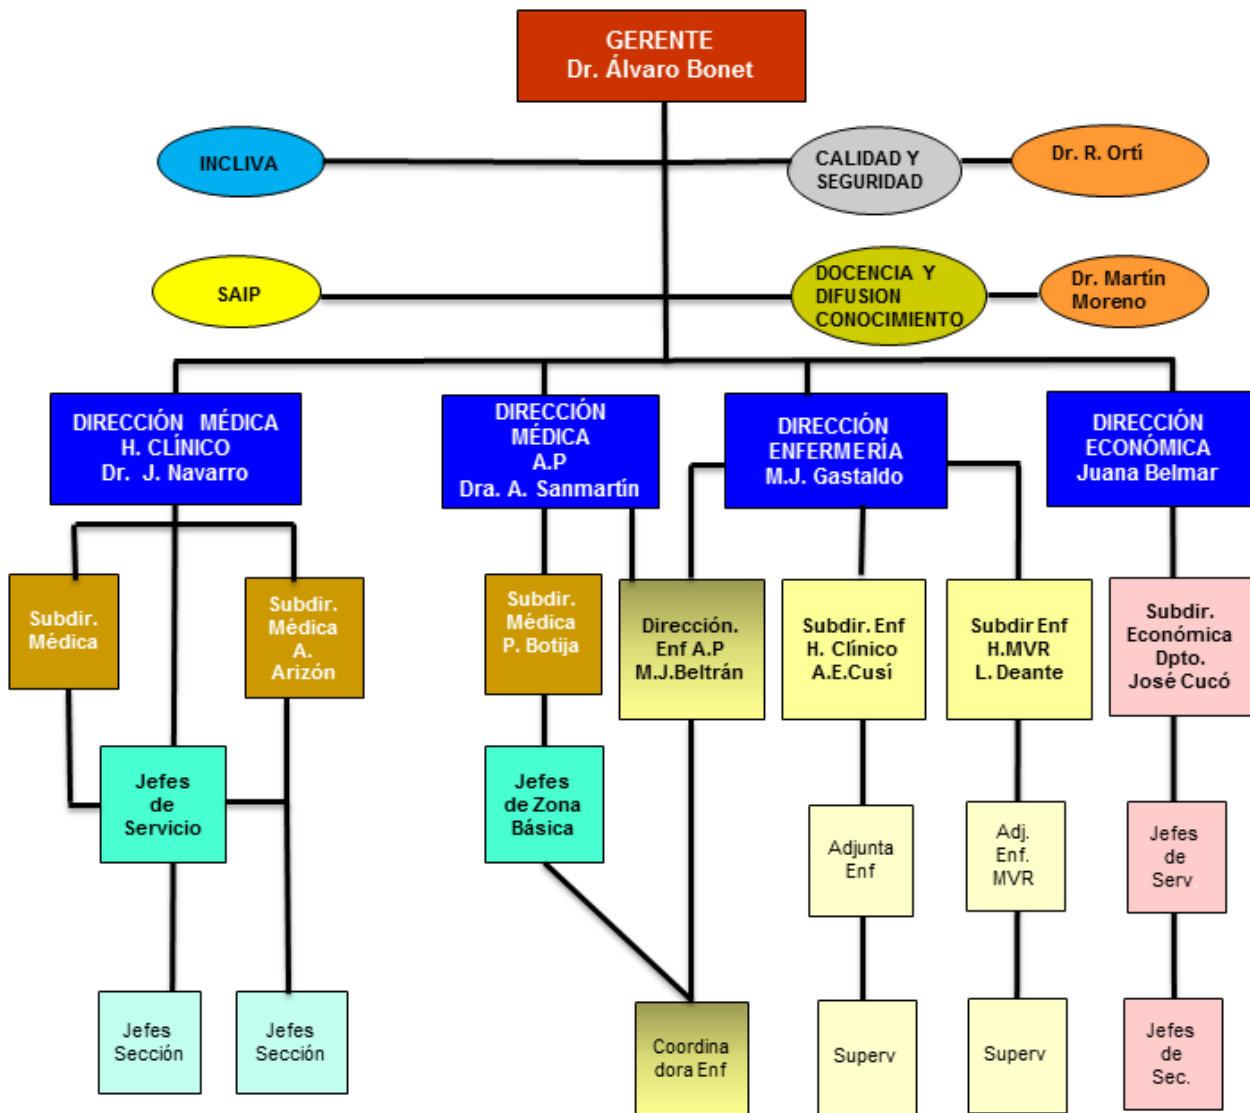 GERENTE
Dr. Álvaro Bonet
INCLIVA
CALIDAD Y
SEGURIDAD
Dr. R. Ortí
SAIP
DOCENCIA Y
DIFUSION
CONOCIMIENTO
Dr. Martín
Moreno
DIRECCIÓN MÉDICA
H. CLÍNICO
Dr. J. Navarro
DIRECCIÓN
MÉDICA
A.P
Dra. A. Sanmartín
DIRECCIÓN
ENFERMERÍA
M.J. Gastaldo
DIRECCIÓN
ECONÓMICA
Juana Belmar
Subdir.
Médica
Subdir.
Médica
A.
Arizón
Subdir.
Médica
P. Botija
Dirección.
Enf A.P
M.J.Beltrán
Subdir. Enf
H. Clínico
A.E.Cusí
Subdir Enf
H.MVR
L. Deante
Subdir.
Económica
Dpto.
José Cucó
Jefes
de
Servicio
Jefes
de Zona
Básica
Adjunta
Enf
Adj.
Enf.
MVR
Jefes
de
Serv.
Jefes
Sección
Jefes
Sección
Coordina
dora Enf
Superv
Superv
Jefes
de
Sec.